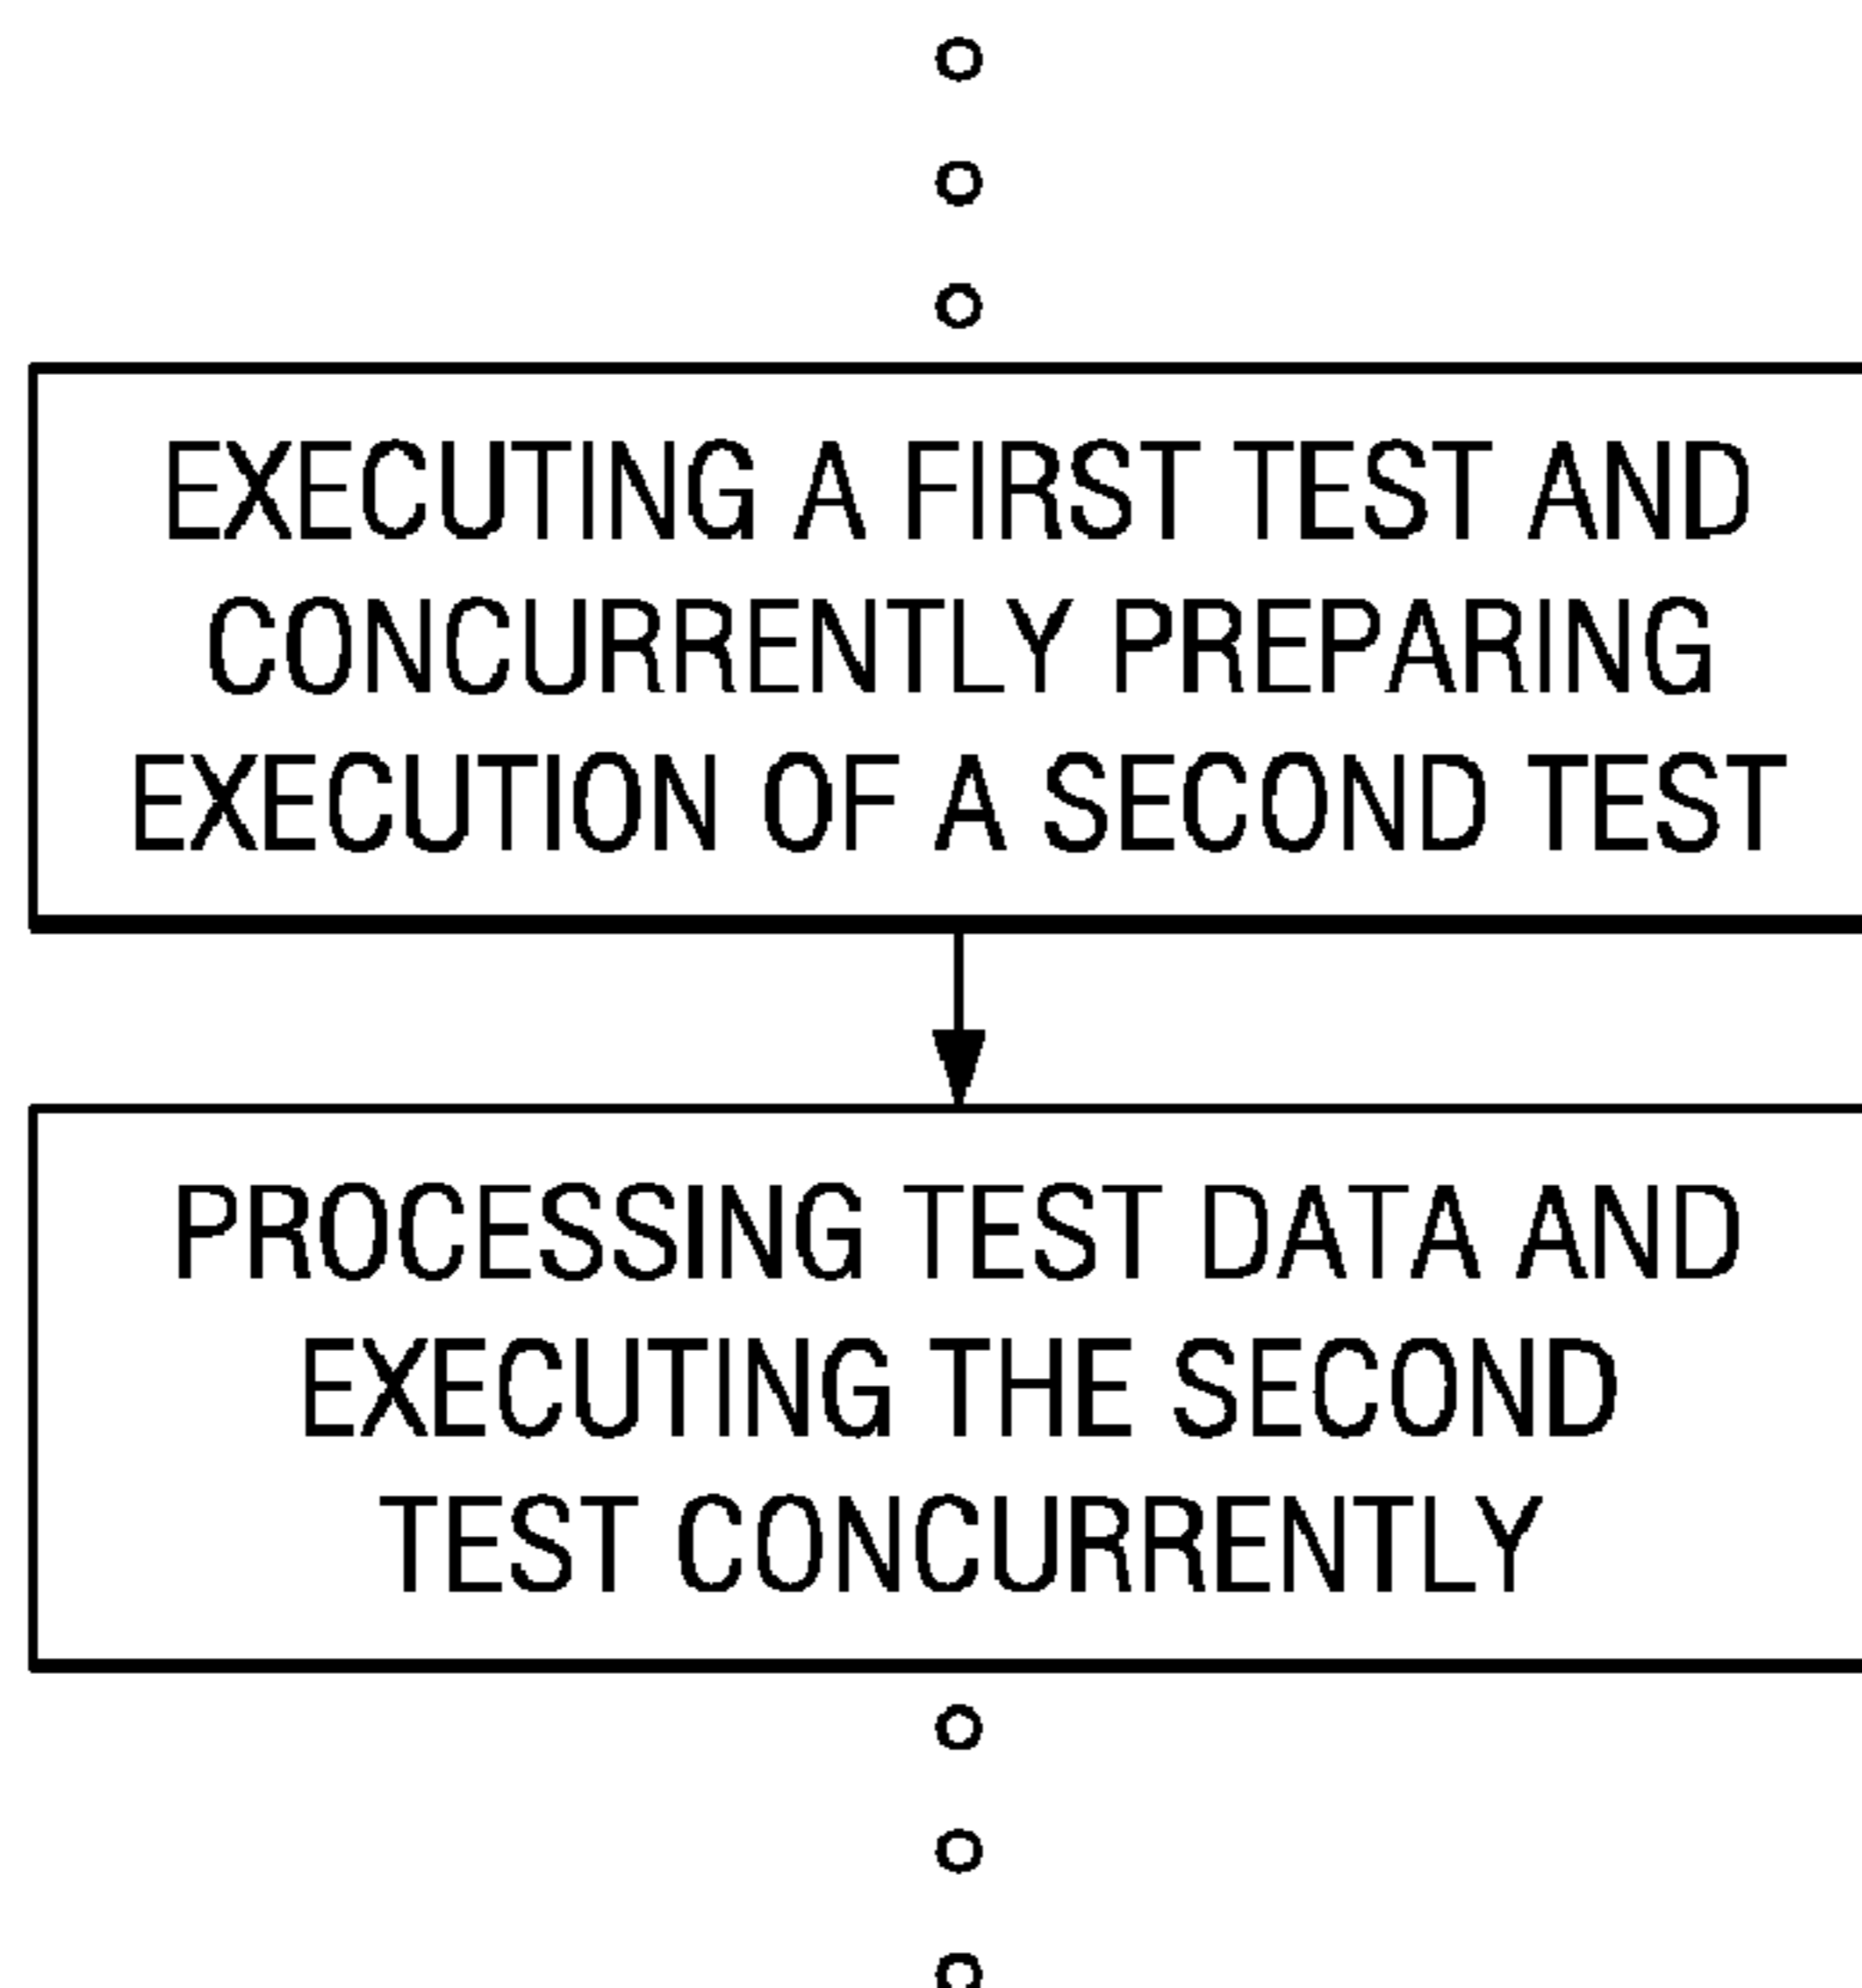 EXECUTING A FIRST TEST AND
CONCURRENTLY PREPARING
EXECUTION OF A SECOND TEST
PROCESSING TEST DATA AND
EXECUTING THE SECOND
TEST CONCURRENTLY